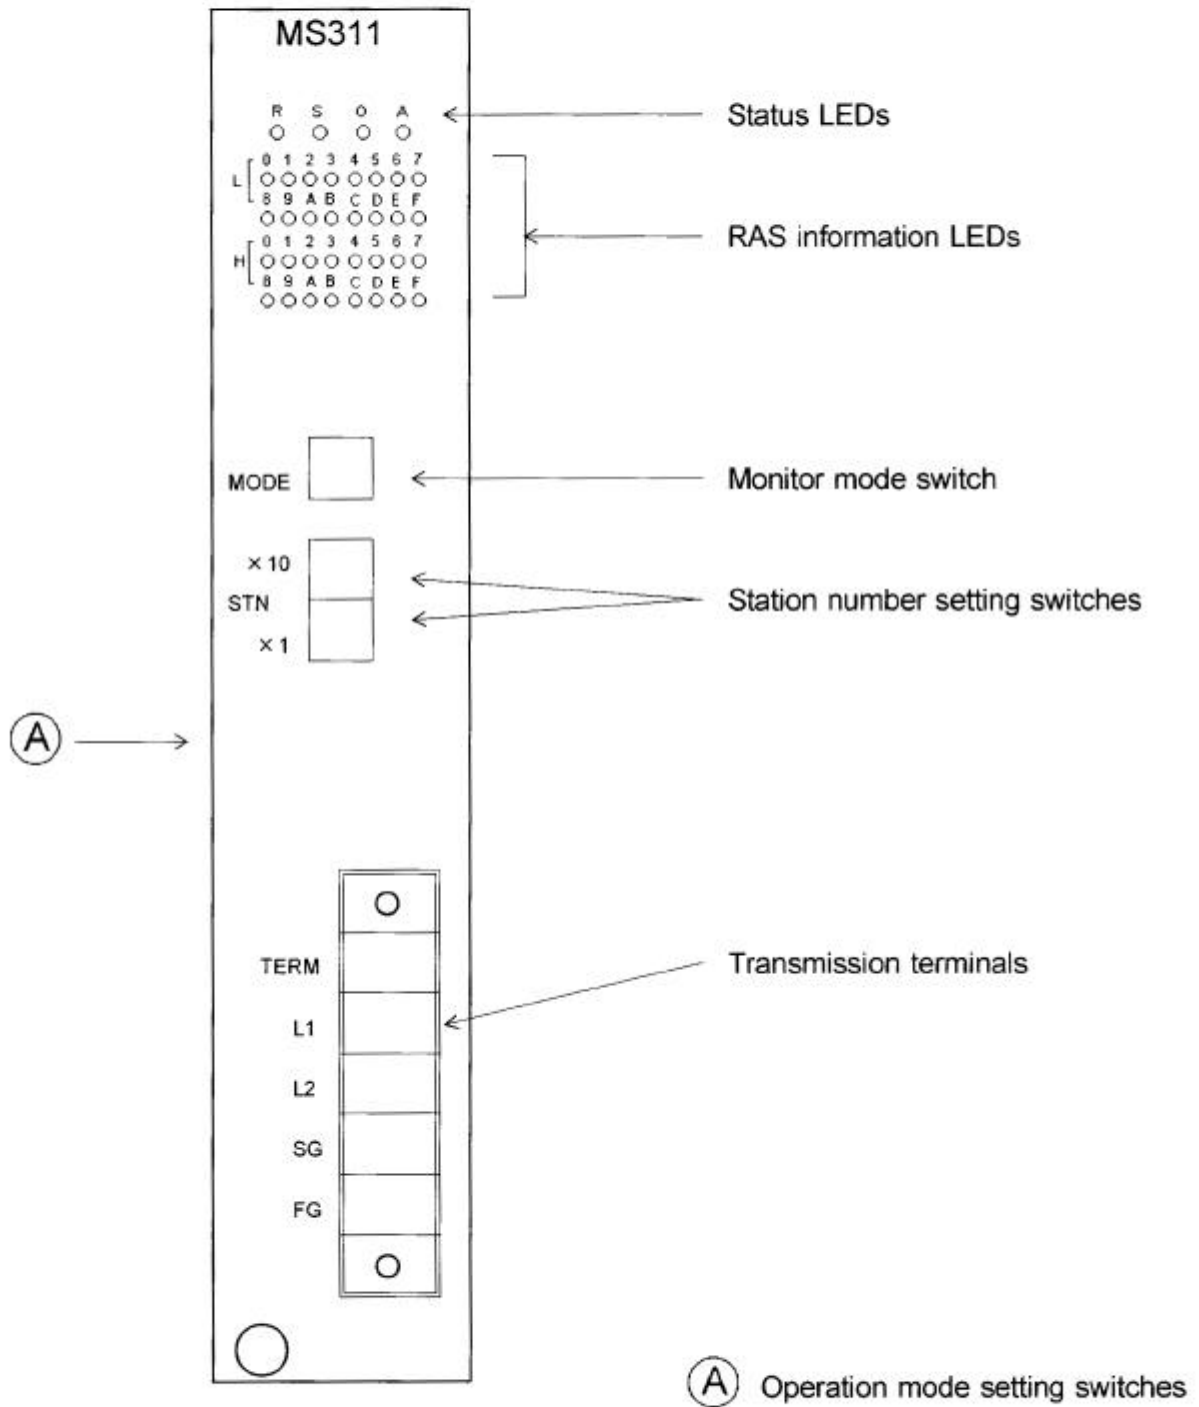 MS311
R S O A
Status LEDs
0 1 2 3 4 5 6 7
L
8 9 A B C D E F
RAS information LEDs
0 1 2 3 4 5 6 7
H
8 9 A B C D E F
MODE
Monitor mode switch
×10
STN
Station number setting switches
×1
A
TERM
Transmission terminals
L1
L2
SG
FG
A Operation mode setting switches